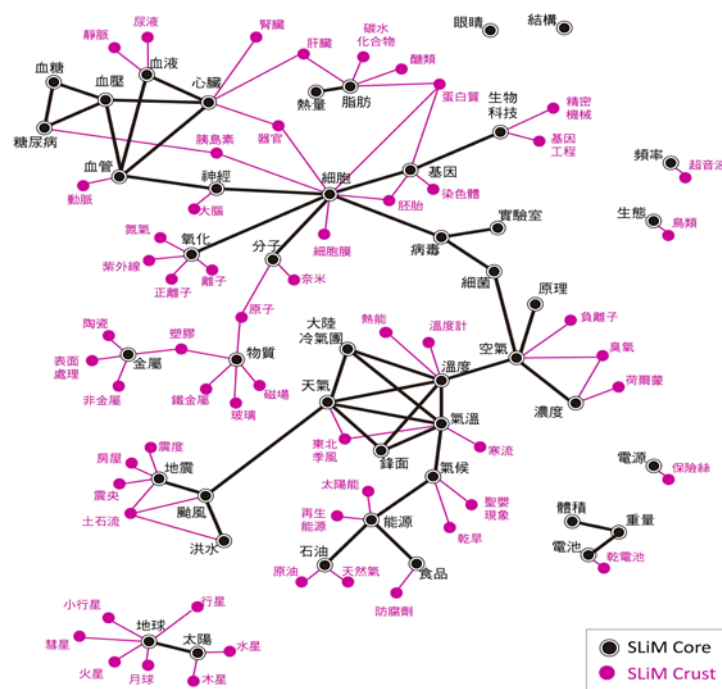 眼睛
結構
尿液
靜脈
腎臟
血液
肝臟
碳水
化合物
心臟
醣類
血糖
血壓
熱量
脂肪
蛋白質
生物
科技
精密
機械
糖尿病
胰島素
器官
基因
工程
頻率
超音波
血管
神經
細胞
基因
染色體
動脈
大腦
胚胎
實驗室
生態
鳥類
氮氣
氧化
分子
細胞膜
病毒
紫外線
正離子
離子
奈米
細菌
原理
陶瓷
塑膠
原子
大陸
冷氣團
熱能
溫度計
空氣
負離子
表面
處理
金屬
物質
溫度
臭氧
非金屬
鐵金屬
磁場
玻璃
天氣
氣溫
濃度
荷爾蒙
東北
季風
鋒面
寒流
房屋
震度
地震
氣候
電源
保險絲
震央
颱風
太陽能
聖嬰
現象
體積
土石流
再生
能源
能源
乾旱
重量
洪水
石油
食品
電池
乾電池
原油
天然氣
防腐劑
小行星
行星
地球
太陽
水星
彗星
火星
月球
木星
SLiM Core
SLiM Crust